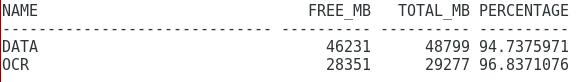 NAME FREE_MB TOTAL_MB PERCENTAGE
------------------------------ ---------- ---------- ----------
DATA 46231 48799 94.7375971
OCR 28351 29277 96.8371076